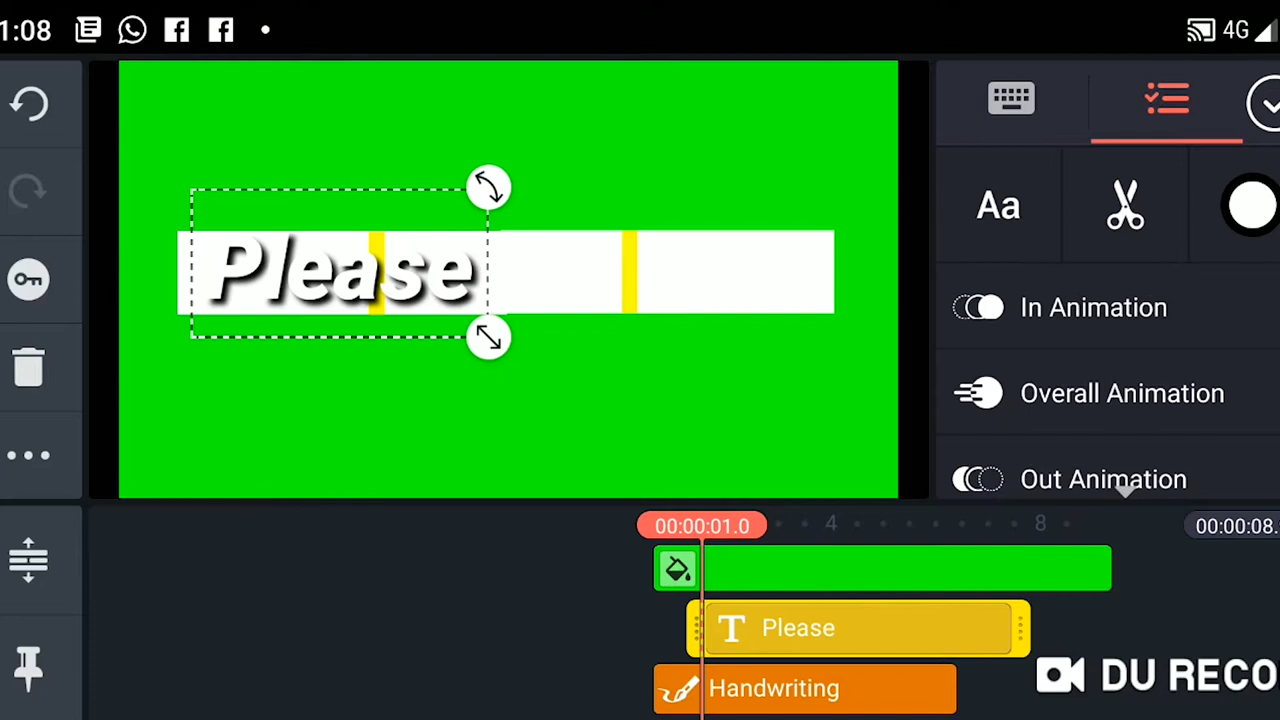 1:08
4G
Please
Aa
In Animation
Overall Animation
Out Animation
00:00:01.0
4
8
00:00:08.
T Please
Handwriting
DU RECO